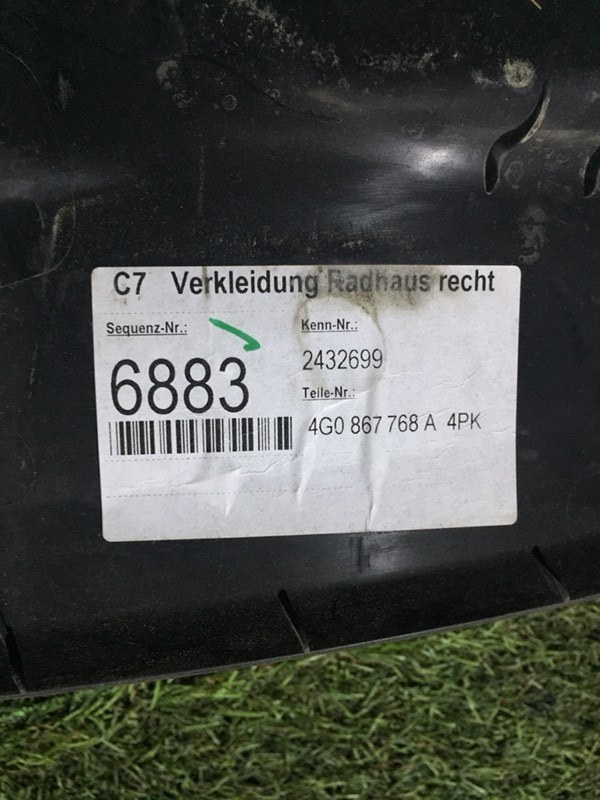 C7 Verkleidung Radhaus recht
Sequenz-Nr.:
6883
Kenn-Nr.:
2432699
Teile-Nr.:
4G0 867 768 A 4PK